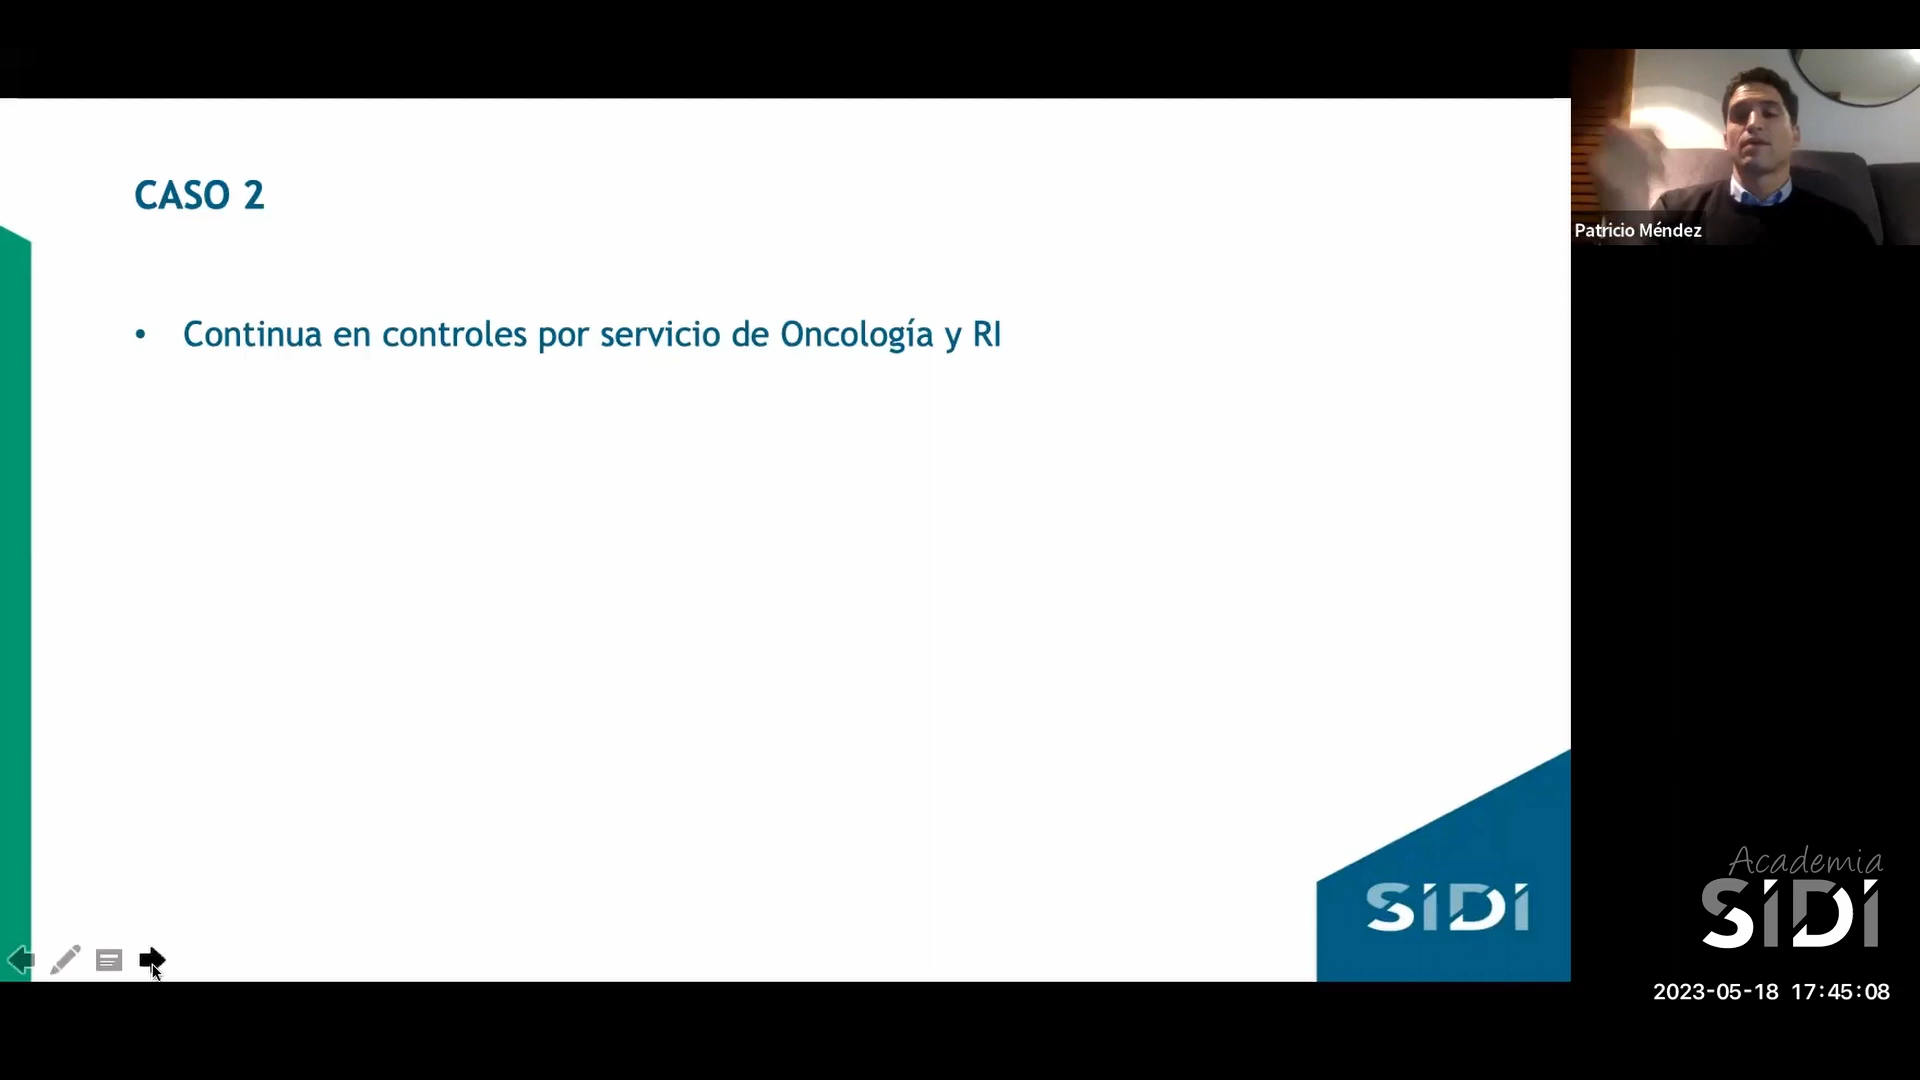 CASO 2
• Continua en controles por servicio de Oncología y RI
SiDi
Patricio Méndez
Academia
SiDi
2023-05-18 17:45:08